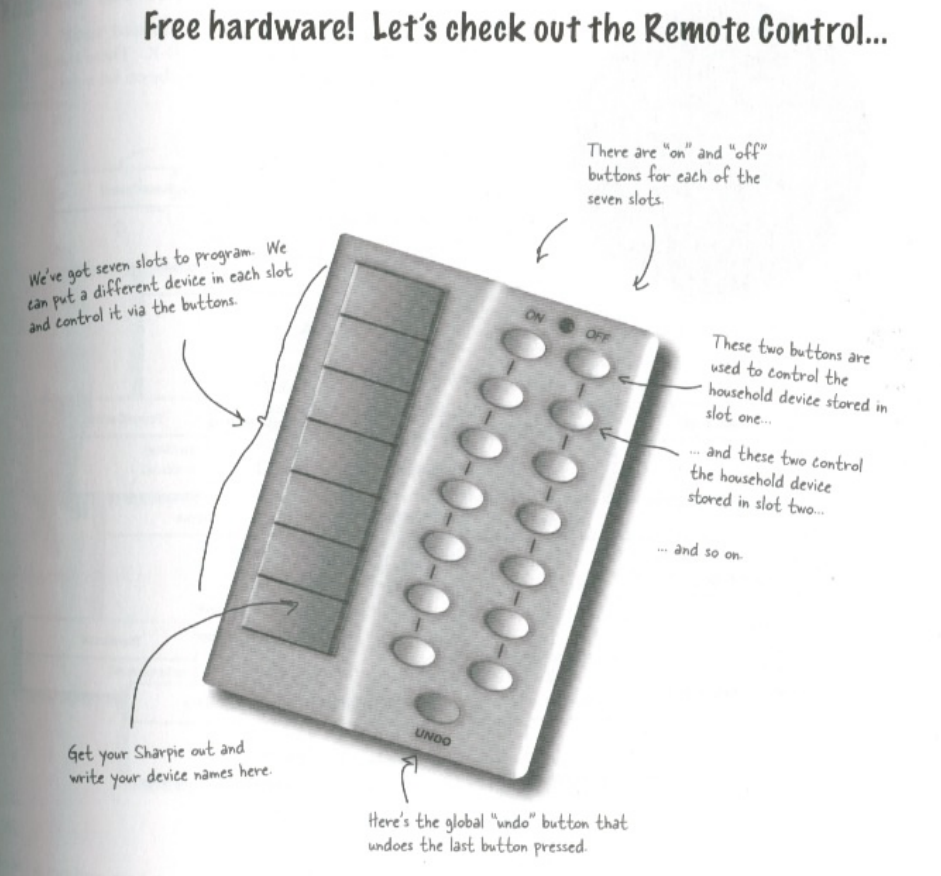 Free hardware! Let's check out the Remote Control...
There are "on" and "off"
buttons for each of the
seven slots.
We've got seven slots to program. We
can put a different device in each slot
and control it via the buttons.
ON OFF
These two buttons are
used to control the
household device stored in
slot one...
... and these two control
the household device
stored in slot two...
... and so on.
UNDO
Get your Sharpie out and
write your device names here.
Here's the global "undo" button that
undoes the last button pressed.